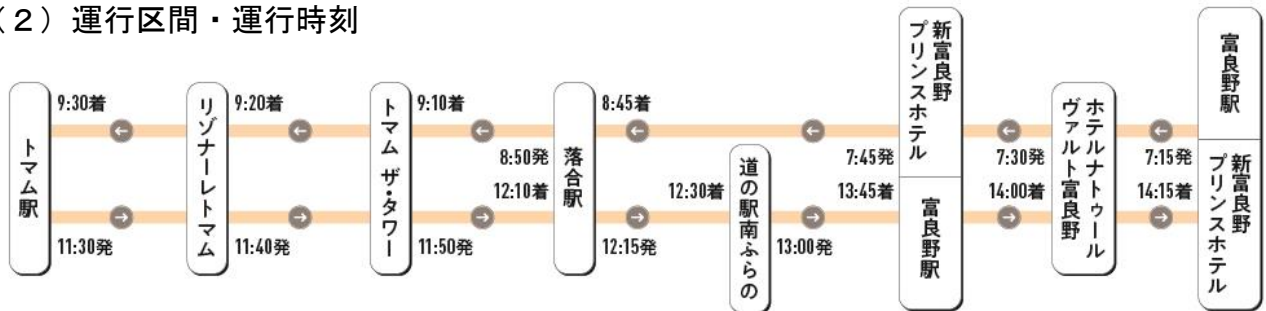 (2) 運行区間・運行時刻
トマム駅
9:30着
11:30発
リゾナーレトマム
9:20着
11:40発
トマム ザ・タワー
9:10着
11:50発
8:50発
12:10着
落合駅
8:45着
12:15発
12:30着
道の駅南ふらの
13:00発
7:45発
13:45着
新富良野
プリンスホテル
富良野駅
7:30発
14:00着
ホテルナトゥール
ヴァルト富良野
7:15発
14:15着
富良野駅
新富良野
プリンスホテル